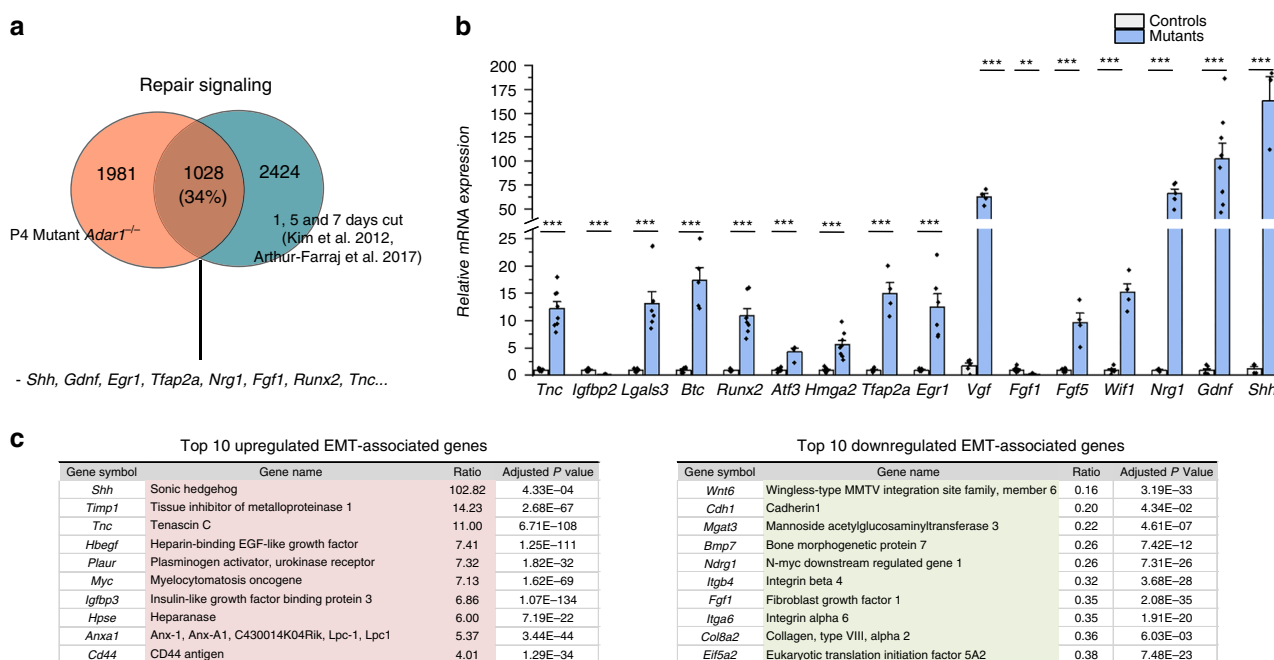 a
Repair signaling
1981
1028
(34%)
2424
P4 Mutant Adar1–/–
1, 5 and 7 days cut
(Kim et al. 2012,
Arthur-Farraj et al. 2017)
- Shh, Gdnf, Egr1, Tfap2a, Nrg1, Fgf1, Runx2, Tnc...
b
Controls
Mutants
Relative mRNA expression
200
175
150
125
100
75
50
25
20
15
10
5
0
*** *** *** *** *** *** *** *** *** *** ** *** *** *** *** ***
Tnc Igfbp2 Lgals3 Btc Runx2 Atf3 Hmga2 Tfap2a Egr1 Vgf Fgf1 Fgf5 Wif1 Nrg1 Gdnf Shh
c
Top 10 upregulated EMT-associated genes
Gene symbol Gene name Ratio Adjusted P value
Shh Sonic hedgehog 102.82 4.33E–04
Timp1 Tissue inhibitor of metalloproteinase 1 14.23 2.68E–67
Tnc Tenascin C 11.00 6.71E–108
Hbegf Heparin-binding EGF-like growth factor 7.41 1.25E–111
Plaur Plasminogen activator, urokinase receptor 7.32 1.82E–32
Myc Myelocytomatosis oncogene 7.13 1.62E–69
Igfbp3 Insulin-like growth factor binding protein 3 6.86 1.07E–134
Hpse Heparanase 6.00 7.19E–22
Anxa1 Anx-1, Anx-A1, C430014K04Rik, Lpc-1, Lpc1 5.37 3.44E–44
Cd44 CD44 antigen 4.01 1.29E–34
Top 10 downregulated EMT-associated genes
Gene symbol Gene name Ratio Adjusted P Value
Wnt6 Wingless-type MMTV integration site family, member 6 0.16 3.19E–33
Cdh1 Cadherin1 0.20 4.34E–02
Mgat3 Mannoside acetylglucosaminyltransferase 3 0.22 4.61E–07
Bmp7 Bone morphogenetic protein 7 0.26 7.42E–12
Ndrg1 N-myc downstream regulated gene 1 0.26 7.31E–26
Itgb4 Integrin beta 4 0.32 3.68E–28
Fgf1 Fibroblast growth factor 1 0.35 2.08E–35
Itga6 Integrin alpha 6 0.35 1.91E–20
Col8a2 Collagen, type VIII, alpha 2 0.36 6.03E–03
Eif5a2 Eukaryotic translation initiation factor 5A2 0.38 7.48E–23